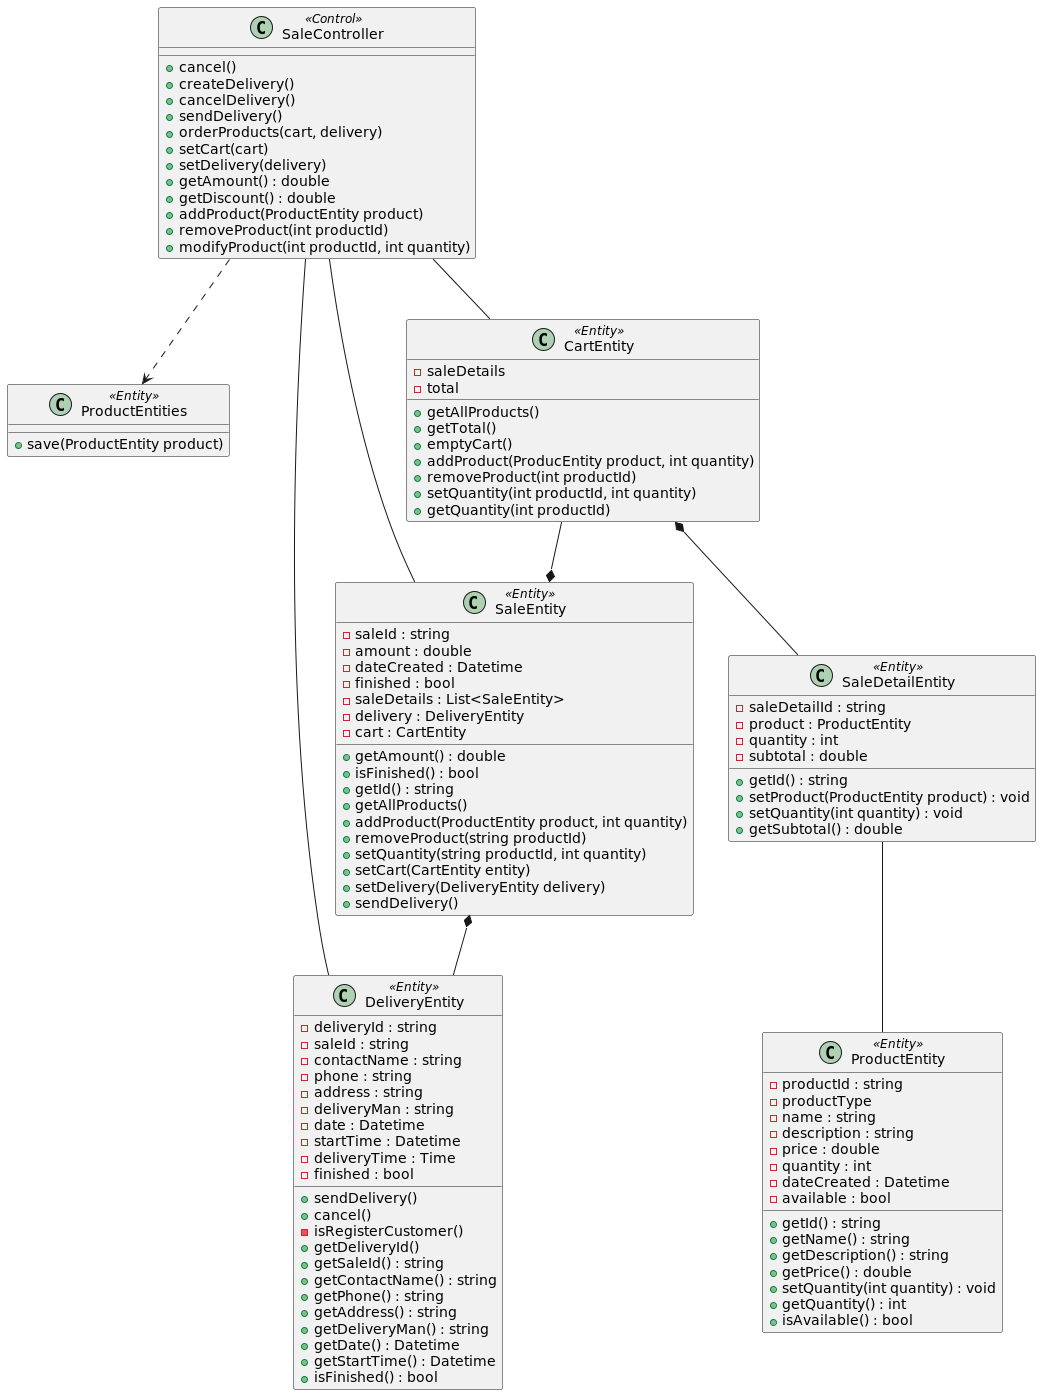 C
«Control»
SaleController
cancel()
createDelivery()
cancelDelivery()
sendDelivery()
orderProducts(cart, delivery)
setCart(cart)
setDelivery(delivery)
getAmount() : double
getDiscount() : double
addProduct(ProductEntity product)
removeProduct(int productId)
modifyProduct(int productId, int quantity)
C
«Entity»
ProductEntities
save(ProductEntity product)
C
«Entity»
CartEntity
saleDetails
total
getAllProducts()
getTotal()
emptyCart()
addProduct(ProducEntity product, int quantity)
removeProduct(int productId)
setQuantity(int productId, int quantity)
getQuantity(int productId)
C
«Entity»
SaleEntity
saleId : string
amount : double
dateCreated : Datetime
finished : bool
saleDetails : List<SaleEntity>
delivery : DeliveryEntity
cart : CartEntity
getAmount() : double
isFinished() : bool
getId() : string
getAllProducts()
addProduct(ProductEntity product, int quantity)
removeProduct(string productId)
setQuantity(string productId, int quantity)
setCart(CartEntity entity)
setDelivery(DeliveryEntity delivery)
sendDelivery()
C
«Entity»
SaleDetailEntity
saleDetailId : string
product : ProductEntity
quantity : int
subtotal : double
getId() : string
setProduct(ProductEntity product) : void
setQuantity(int quantity) : void
getSubtotal() : double
C
«Entity»
DeliveryEntity
deliveryId : string
saleId : string
contactName : string
phone : string
address : string
deliveryMan : string
date : Datetime
startTime : Datetime
deliveryTime : Time
finished : bool
sendDelivery()
cancel()
isRegisterCustomer()
getDeliveryId()
getSaleId() : string
getContactName() : string
getPhone() : string
getAddress() : string
getDeliveryMan() : string
getDate() : Datetime
getStartTime() : Datetime
isFinished() : bool
C
«Entity»
ProductEntity
productId : string
productType
name : string
description : string
price : double
quantity : int
dateCreated : Datetime
available : bool
getId() : string
getName() : string
getDescription() : string
getPrice() : double
setQuantity(int quantity) : void
getQuantity() : int
isAvailable() : bool